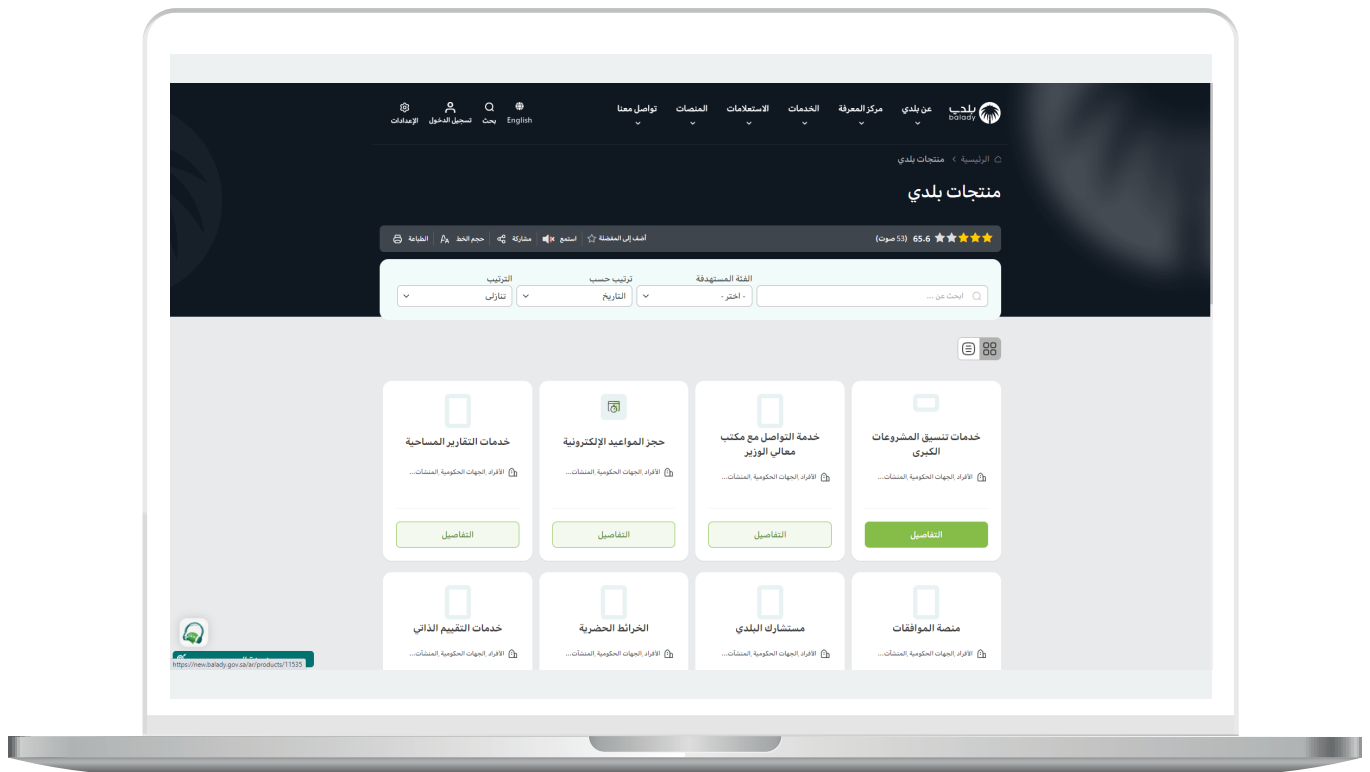 بلدي
balady
عن بلدي
مركز المعرفة
الخدمات
الاستعلامات
المنصات
تواصل معنا
English
بحث
تسجيل الدخول
الإعدادات
الرئيسية > منتجات بلدي
منتجات بلدي
65.6 (53 صوت)
أضف إلى المفضلة
استمع
مشاركة
حجم الخط
الطباعة
الفئة المستهدفة
ترتيب حسب
الترتيب
ابحث عن ...
- اختر -
التاريخ
تنازلي
خدمات تنسيق المشروعات
الكبرى
الأفراد ,الجهات الحكومية ,المنشآت...
التفاصيل
خدمة التواصل مع مكتب
معالي الوزير
الأفراد ,الجهات الحكومية ,المنشآت...
التفاصيل
حجز المواعيد الإلكترونية
الأفراد ,الجهات الحكومية ,المنشآت...
التفاصيل
خدمات التقارير المساحية
الأفراد ,الجهات الحكومية ,المنشآت...
التفاصيل
منصة الموافقات
الأفراد ,الجهات الحكومية ,المنشآت...
مستشارك البلدي
الأفراد ,الجهات الحكومية ,المنشآت...
الخرائط الحضرية
الأفراد ,الجهات الحكومية ,المنشآت...
خدمات التقييم الذاتي
الأفراد ,الجهات الحكومية ,المنشآت...
https://new.balady.gov.sa/ar/products/11535